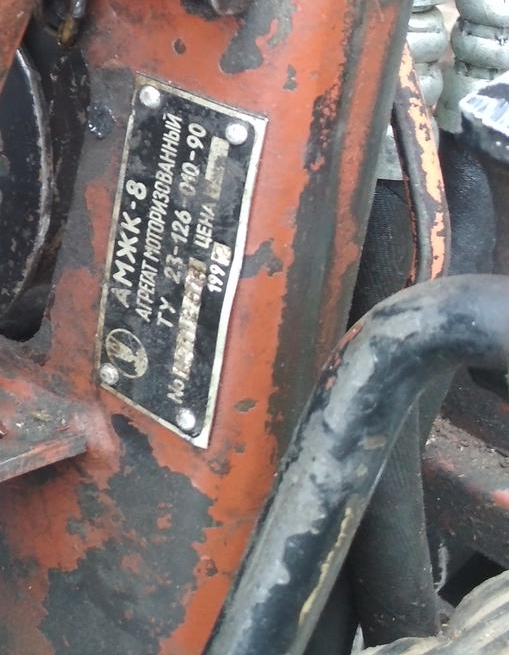 АМЖК-8
АГРЕГАТ МОТОРИЗОВАННЫЙ
ТУ 23-126 010-90
№ ЦЕНА
199